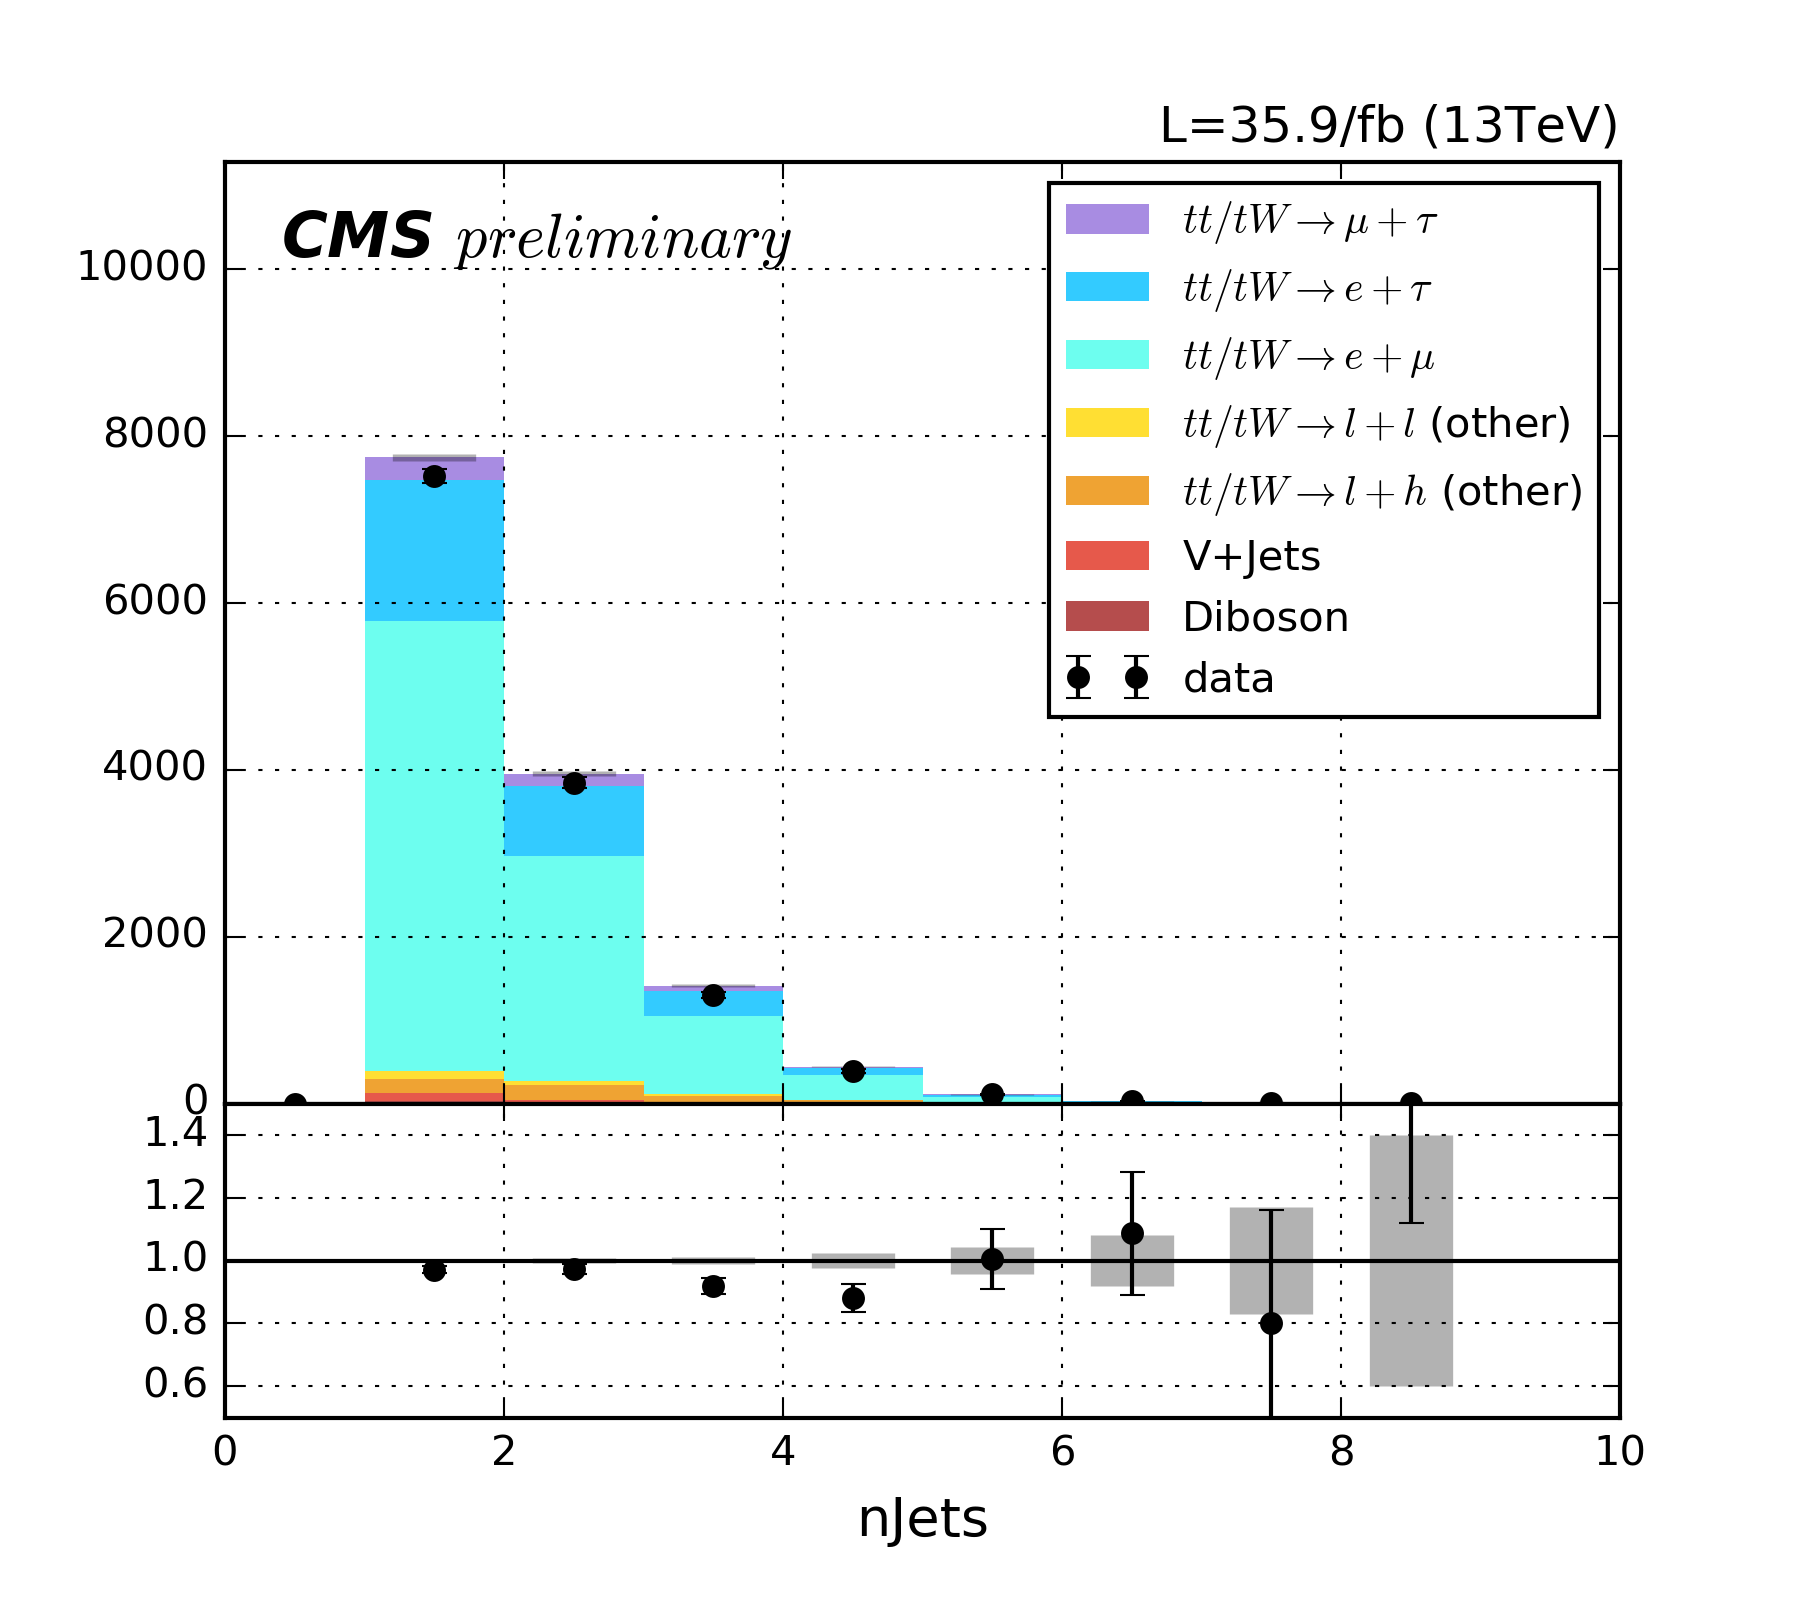 L=35.9/fb (13TeV)
CMS preliminary
tt/tW→μ+τ
tt/tW→e+τ
tt/tW→e+μ
tt/tW→l+l (other)
tt/tW→l+h (other)
V+Jets
Diboson
data
10000
8000
6000
4000
2000
0
1.4
1.2
1.0
0.8
0.6
0 2 4 6 8 10
nJets